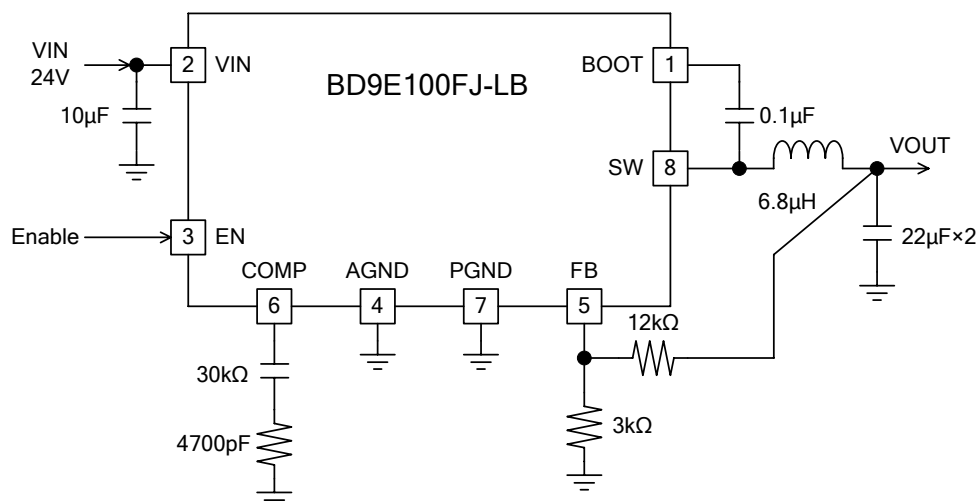 VIN
24V
2
VIN
10μF
BD9E100FJ-LB
BOOT
1
0.1μF
SW
8
VOUT
6.8μH
22μF×2
Enable
3
EN
COMP
6
AGND
4
PGND
7
FB
5
12kΩ
30kΩ
4700pF
3kΩ